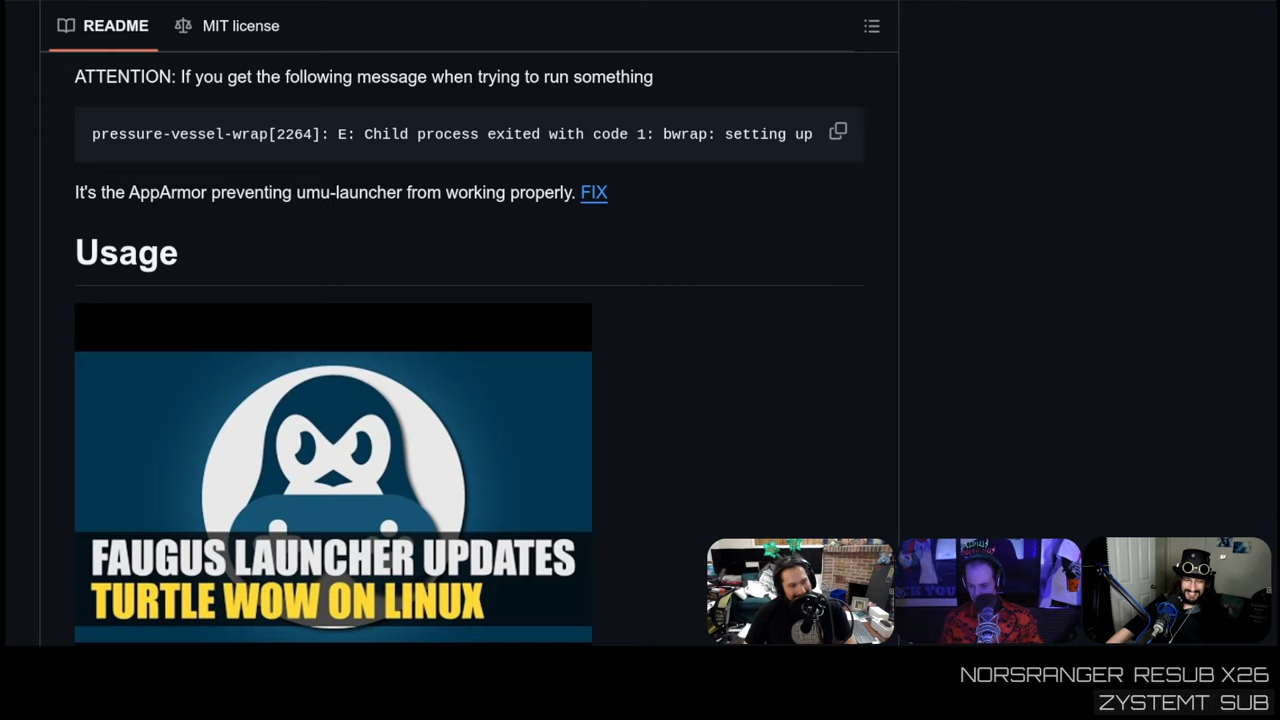 README
MIT license
ATTENTION: If you get the following message when trying to run something
pressure-vessel-wrap[2264]: E: Child process exited with code 1: bwrap: setting up
It's the AppArmor preventing umu-launcher from working properly. FIX
Usage
FAUGUS LAUNCHER UPDATES
TURTLE WOW ON LINUX
NORSRANGER RESUB X26
ZYSTEMT SUB